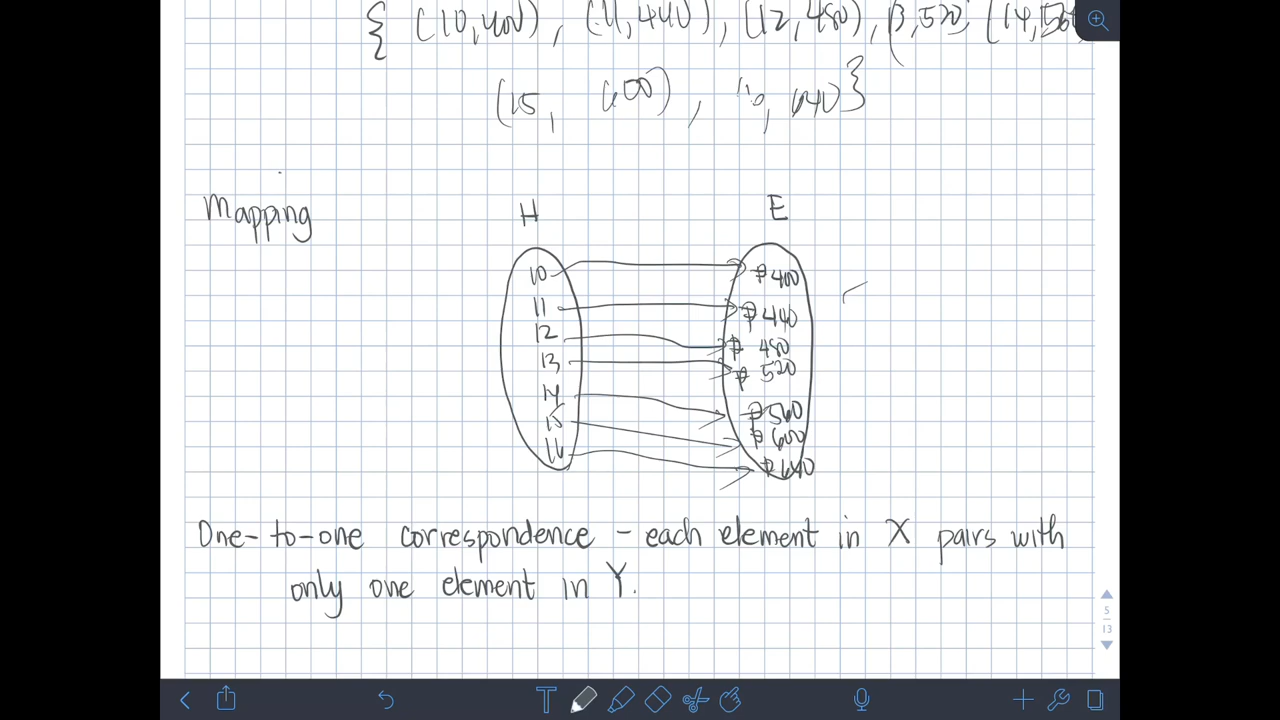 { (10,400), (11,440), (12,480), (13,520, (14,560
(15, 600), 16, 640)}
Mapping
H E
10 ₱400
11 ₱440
12 ₱ 480
13 ₱ 520
14 ₱560
15 ₱600
16 ₱640
One-to-one correspondence - each element in X pairs with
only one element in Y.
5
13
T